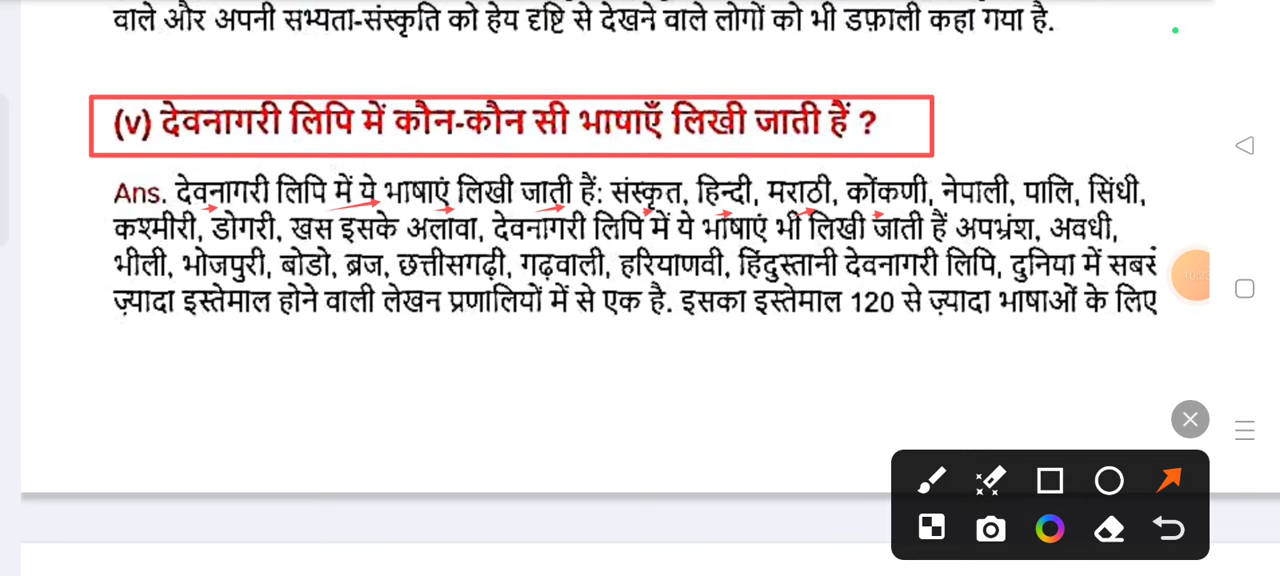 वाले और अपनी सभ्यता-संस्कृति को हेय दृष्टि से देखने वाले लोगों को भी डफ़ाली कहा गया है.
(v) देवनागरी लिपि में कौन-कौन सी भाषाएँ लिखी जाती हैं ?
Ans. देवनागरी लिपि में ये भाषाएं लिखी जाती हैं: संस्कृत, हिन्दी, मराठी, कोंकणी, नेपाली, पालि, सिंधी,
कश्मीरी, डोगरी, खस इसके अलावा, देवनागरी लिपि में ये भाषाएं भी लिखी जाती हैं अपभ्रंश, अवधी,
भीली, भोजपुरी, बोडो, ब्रज, छत्तीसगढ़ी, गढ़वाली, हरियाणवी, हिंदुस्तानी देवनागरी लिपि, दुनिया में
ज़्यादा इस्तेमाल होने वाली लेखन प्रणालियों में से एक है. इसका इस्तेमाल 120 से ज़्यादा भाषाओं के लिए